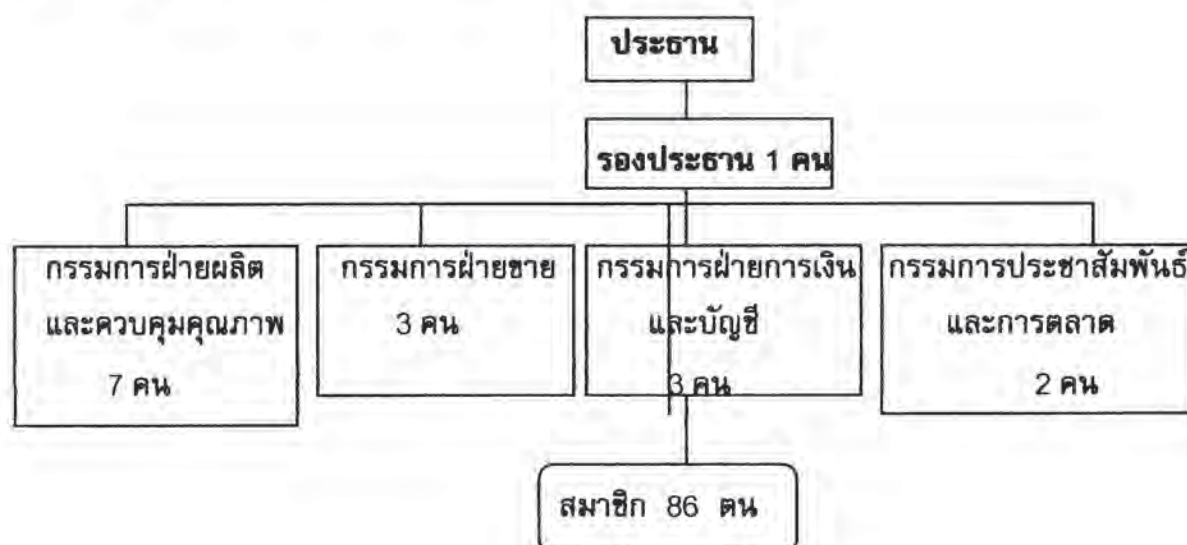 ประธาน
รองประธาน 1 คน
กรรมการฝ่ายผลิต
และควบคุมคุณภาพ
7 คน
กรรมการฝ่ายขาย
3 คน
กรรมการฝ่ายการเงิน
และบัญชี
3 คน
กรรมการประชาสัมพันธ์
และการตลาด
2 คน
สมาชิก 86 ตน